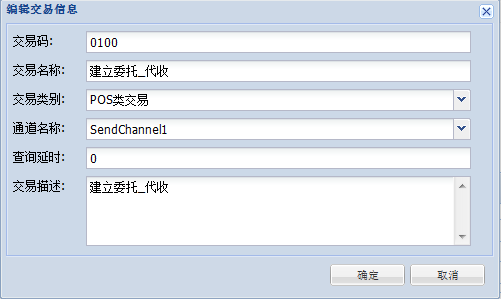 编辑交易信息
交易码: 0100
交易名称: 建立委托_代收
交易类别: POS类交易
通道名称: SendChannel1
查询延时: 0
交易描述: 建立委托_代收
确定 取消